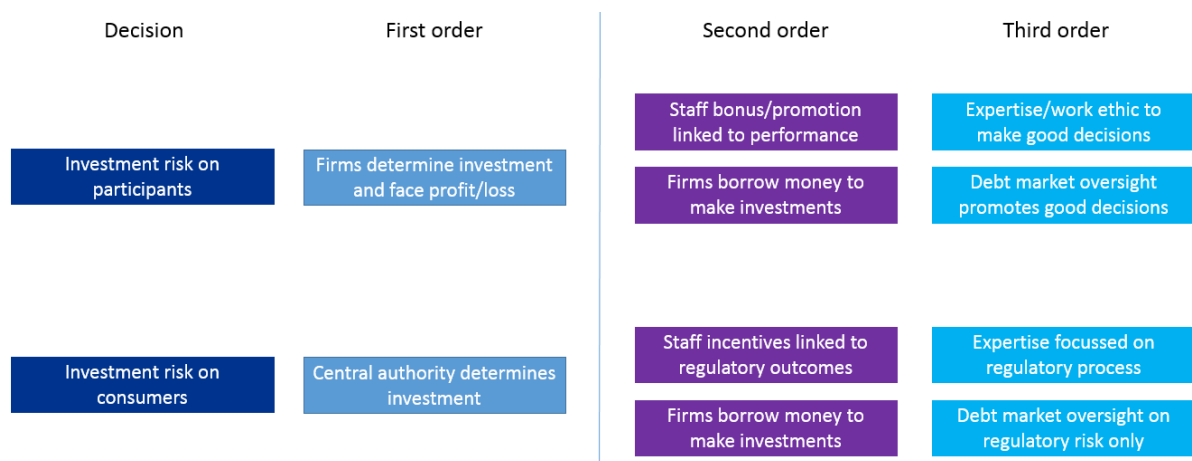 Decision
First order
Second order
Third order
Staff bonus/promotion
linked to performance
Expertise/work ethic to
make good decisions
Investment risk on
participants
Firms determine investment
and face profit/loss
Firms borrow money to
make investments
Debt market oversight
promotes good decisions
Staff incentives linked to
regulatory outcomes
Expertise focussed on
regulatory process
Investment risk on
consumers
Central authority determines
investment
Firms borrow money to
make investments
Debt market oversight on
regulatory risk only